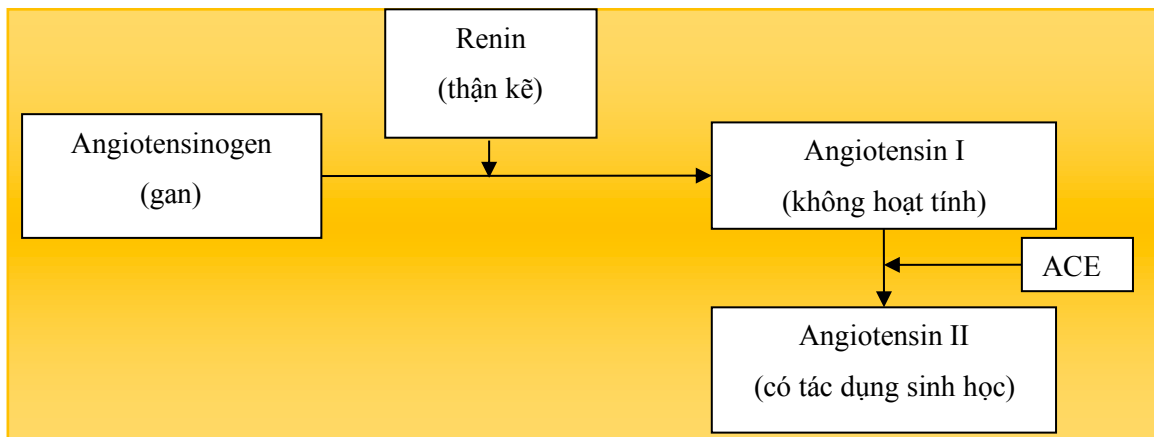 Renin
(thận kẽ)
Angiotensinogen
(gan)
Angiotensin I
(không hoạt tính)
ACE
Angiotensin II
(có tác dụng sinh học)